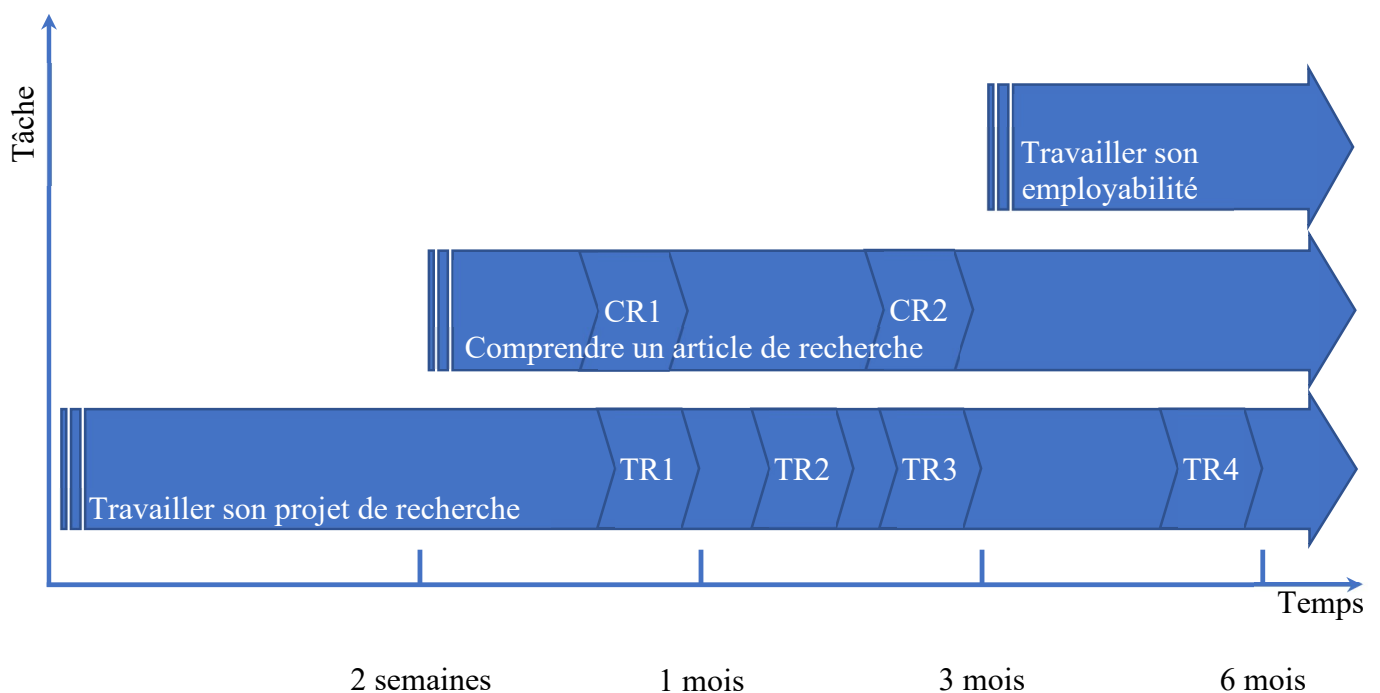 Tâche
Travailler son
employabilité
CR1
CR2
Comprendre un article de recherche
TR1
TR2
TR3
TR4
Travailler son projet de recherche
Temps
2 semaines
1 mois
3 mois
6 mois